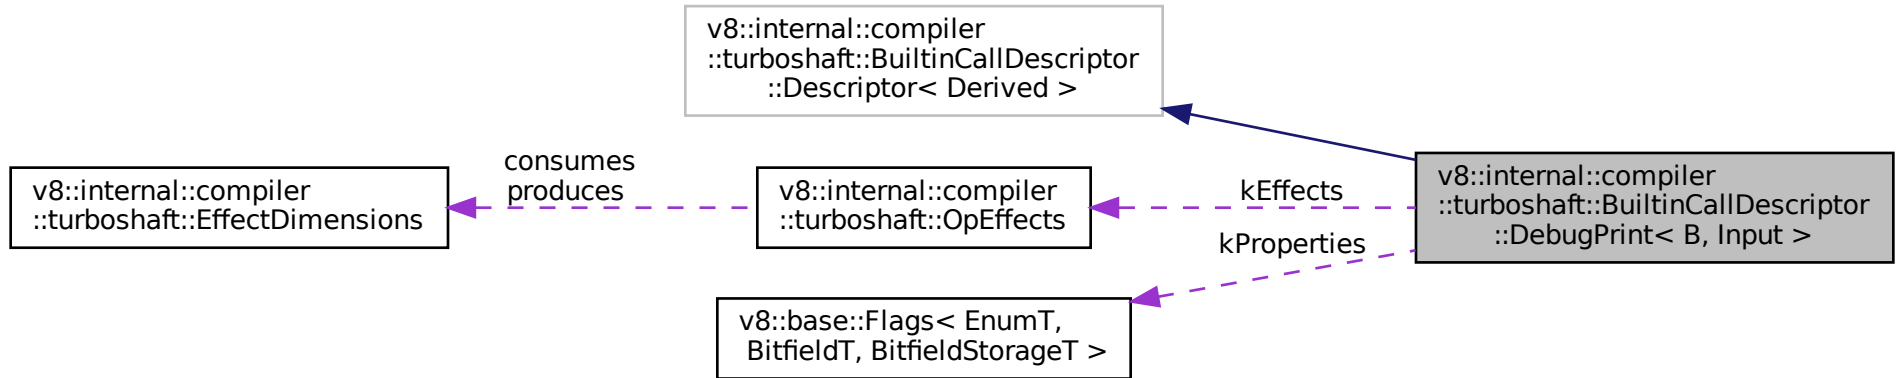 v8::internal::compiler
::turboshaft::BuiltinCallDescriptor
::Descriptor< Derived >
v8::internal::compiler
::turboshaft::EffectDimensions
consumes
produces
v8::internal::compiler
::turboshaft::OpEffects
kEffects
kProperties
v8::internal::compiler
::turboshaft::BuiltinCallDescriptor
::DebugPrint< B, Input >
v8::base::Flags< EnumT,
BitfieldT, BitfieldStorageT >